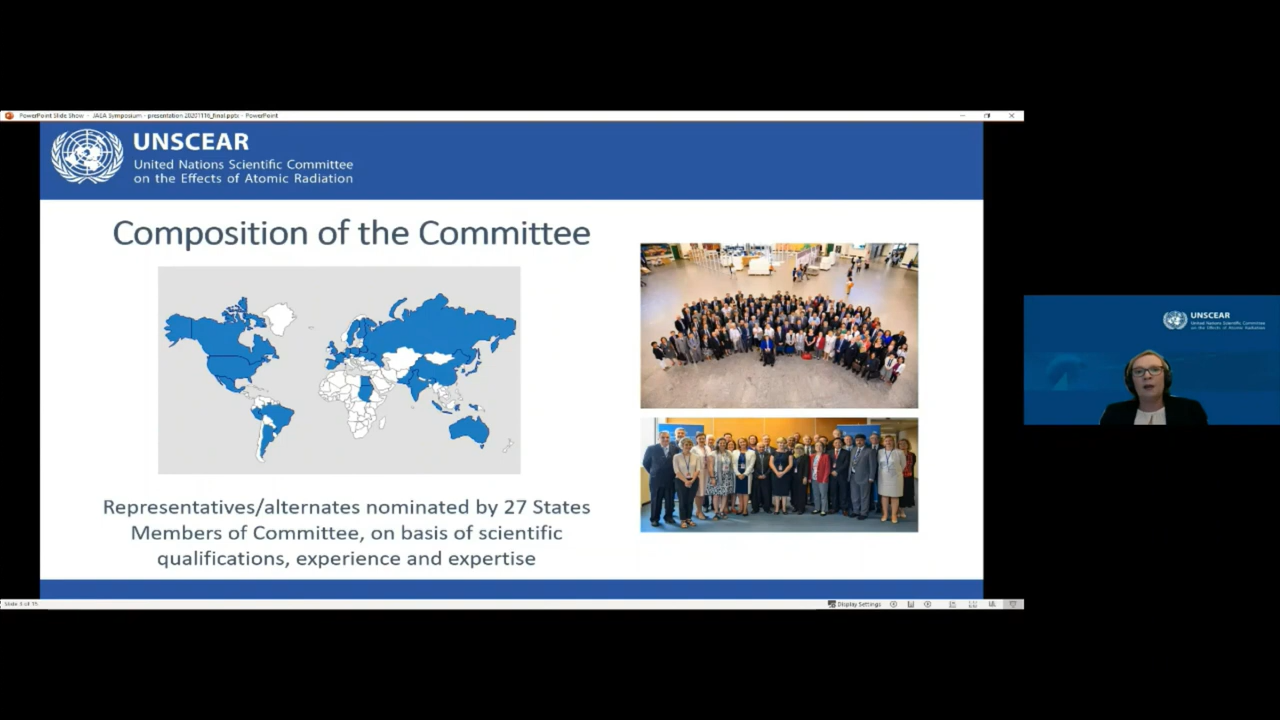 PowerPoint Slide Show - JAEA Symposium - presentation 20201116_final.pptx - PowerPoint
UNSCEAR
United Nations Scientific Committee
on the Effects of Atomic Radiation
Composition of the Committee
Representatives/alternates nominated by 27 States
Members of Committee, on basis of scientific
qualifications, experience and expertise
Display Settings
UNSCEAR
United Nations Scientific Committee
on the Effects of Atomic Radiation